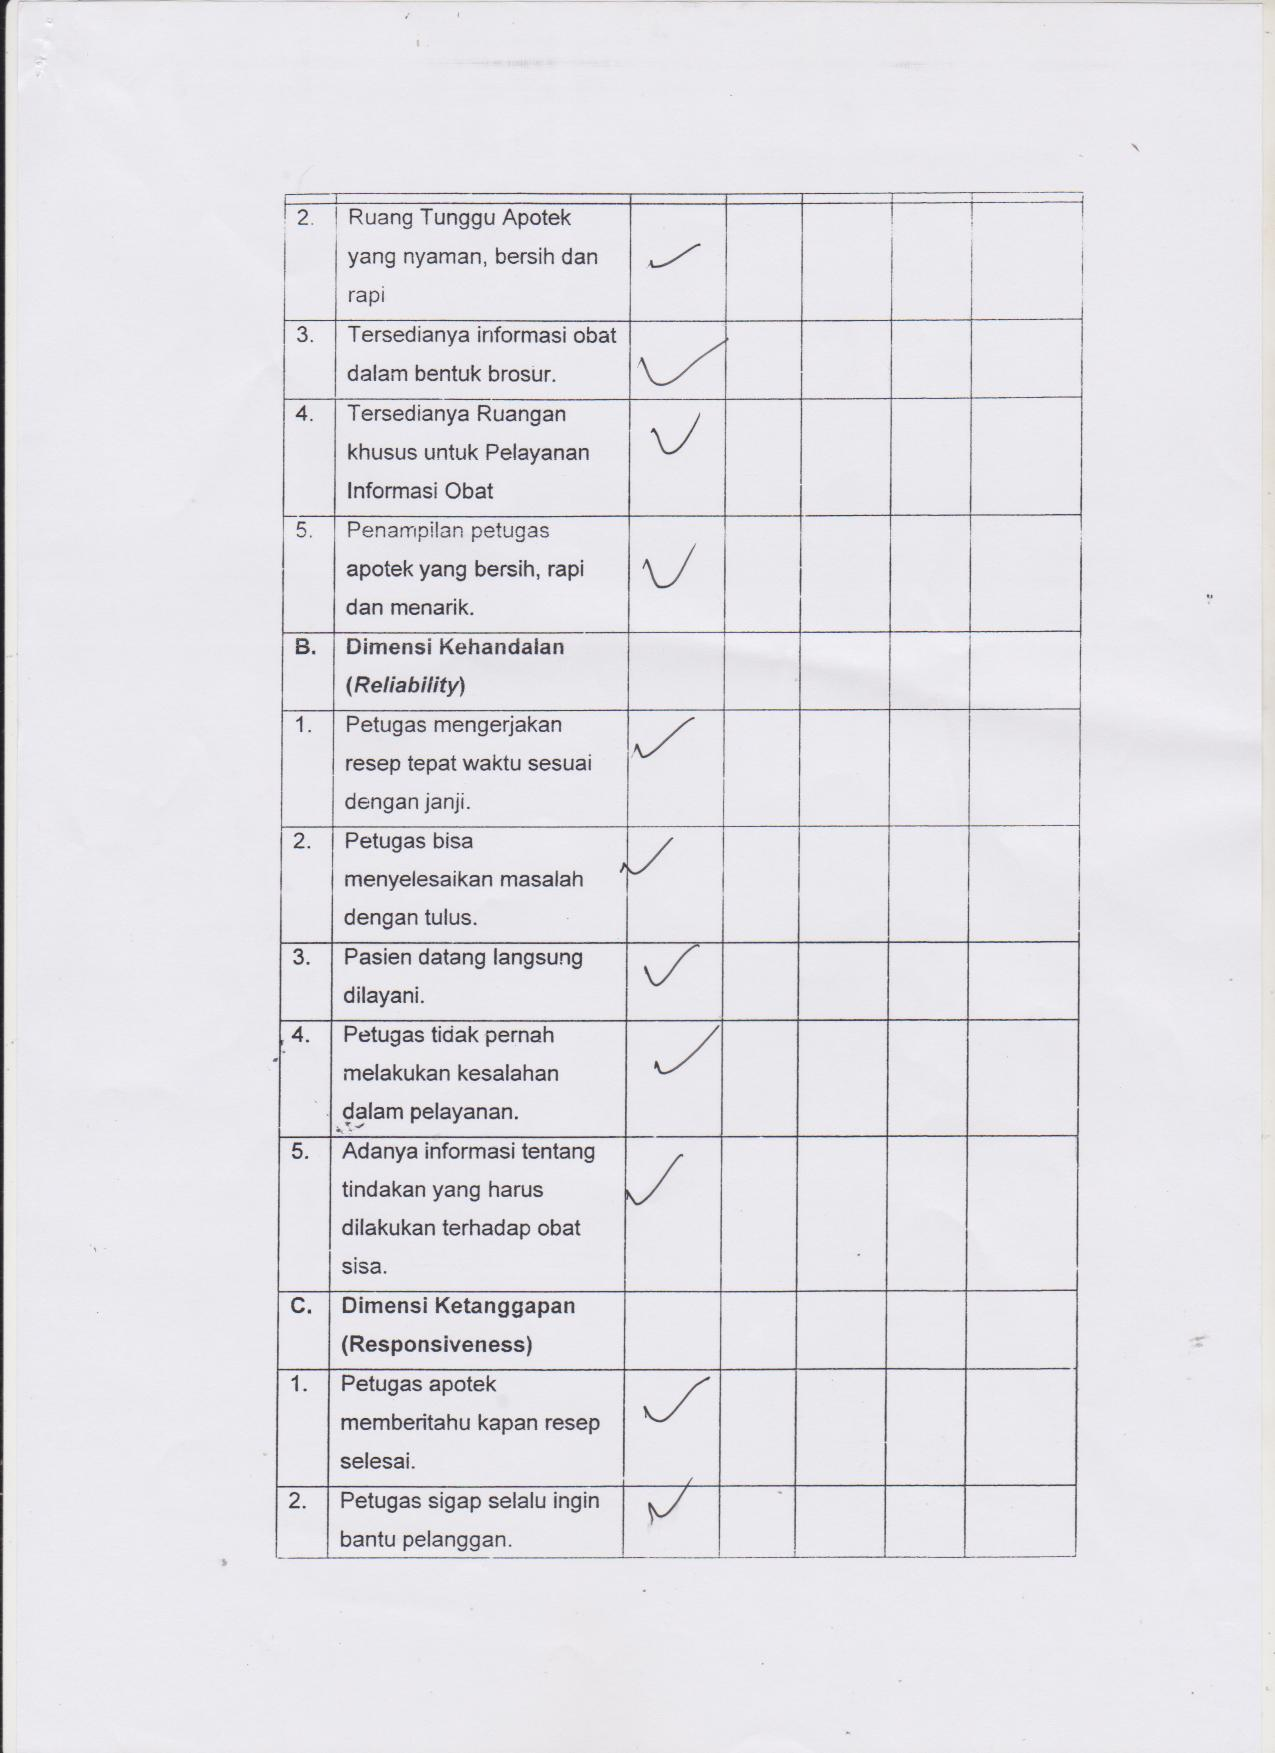 2. Ruang Tunggu Apotek
yang nyaman, bersih dan
rapi
3. Tersedianya informasi obat
dalam bentuk brosur.
4. Tersedianya Ruangan
khusus untuk Pelayanan
Informasi Obat
5. Penampilan petugas
apotek yang bersih, rapi
dan menarik.
B. Dimensi Kehandalan
(Reliability)
1. Petugas mengerjakan
resep tepat waktu sesuai
dengan janji.
2. Petugas bisa
menyelesaikan masalah
dengan tulus.
3. Pasien datang langsung
dilayani.
4. Petugas tidak pernah
melakukan kesalahan
dalam pelayanan.
5. Adanya informasi tentang
tindakan yang harus
dilakukan terhadap obat
sisa.
C. Dimensi Ketanggapan
(Responsiveness)
1. Petugas apotek
memberitahu kapan resep
selesai.
2. Petugas sigap selalu ingin
bantu pelanggan.